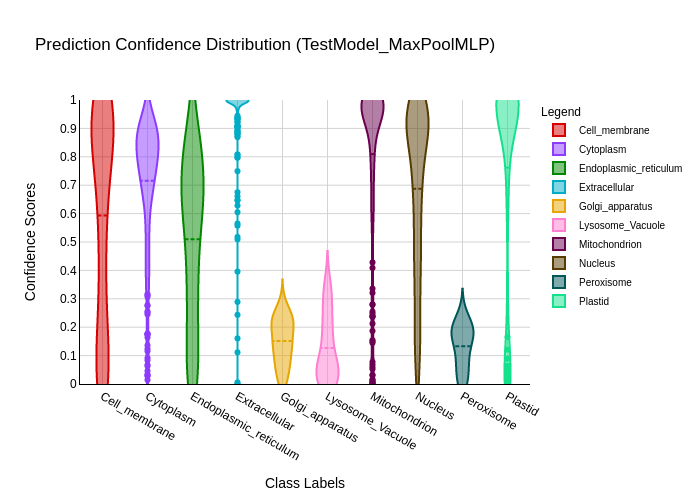 Prediction Confidence Distribution (TestModel_MaxPoolMLP)
Legend
Cell_membrane
Cytoplasm
Endoplasmic_reticulum
Extracellular
Golgi_apparatus
Lysosome_Vacuole
Mitochondrion
Nucleus
Peroxisome
Plastid
Confidence Scores
1
0.9
0.8
0.7
0.6
0.5
0.4
0.3
0.2
0.1
0
Cell_membrane
Cytoplasm
Endoplasmic_reticulum
Extracellular
Golgi_apparatus
Lysosome_Vacuole
Mitochondrion
Nucleus
Peroxisome
Plastid
Class Labels